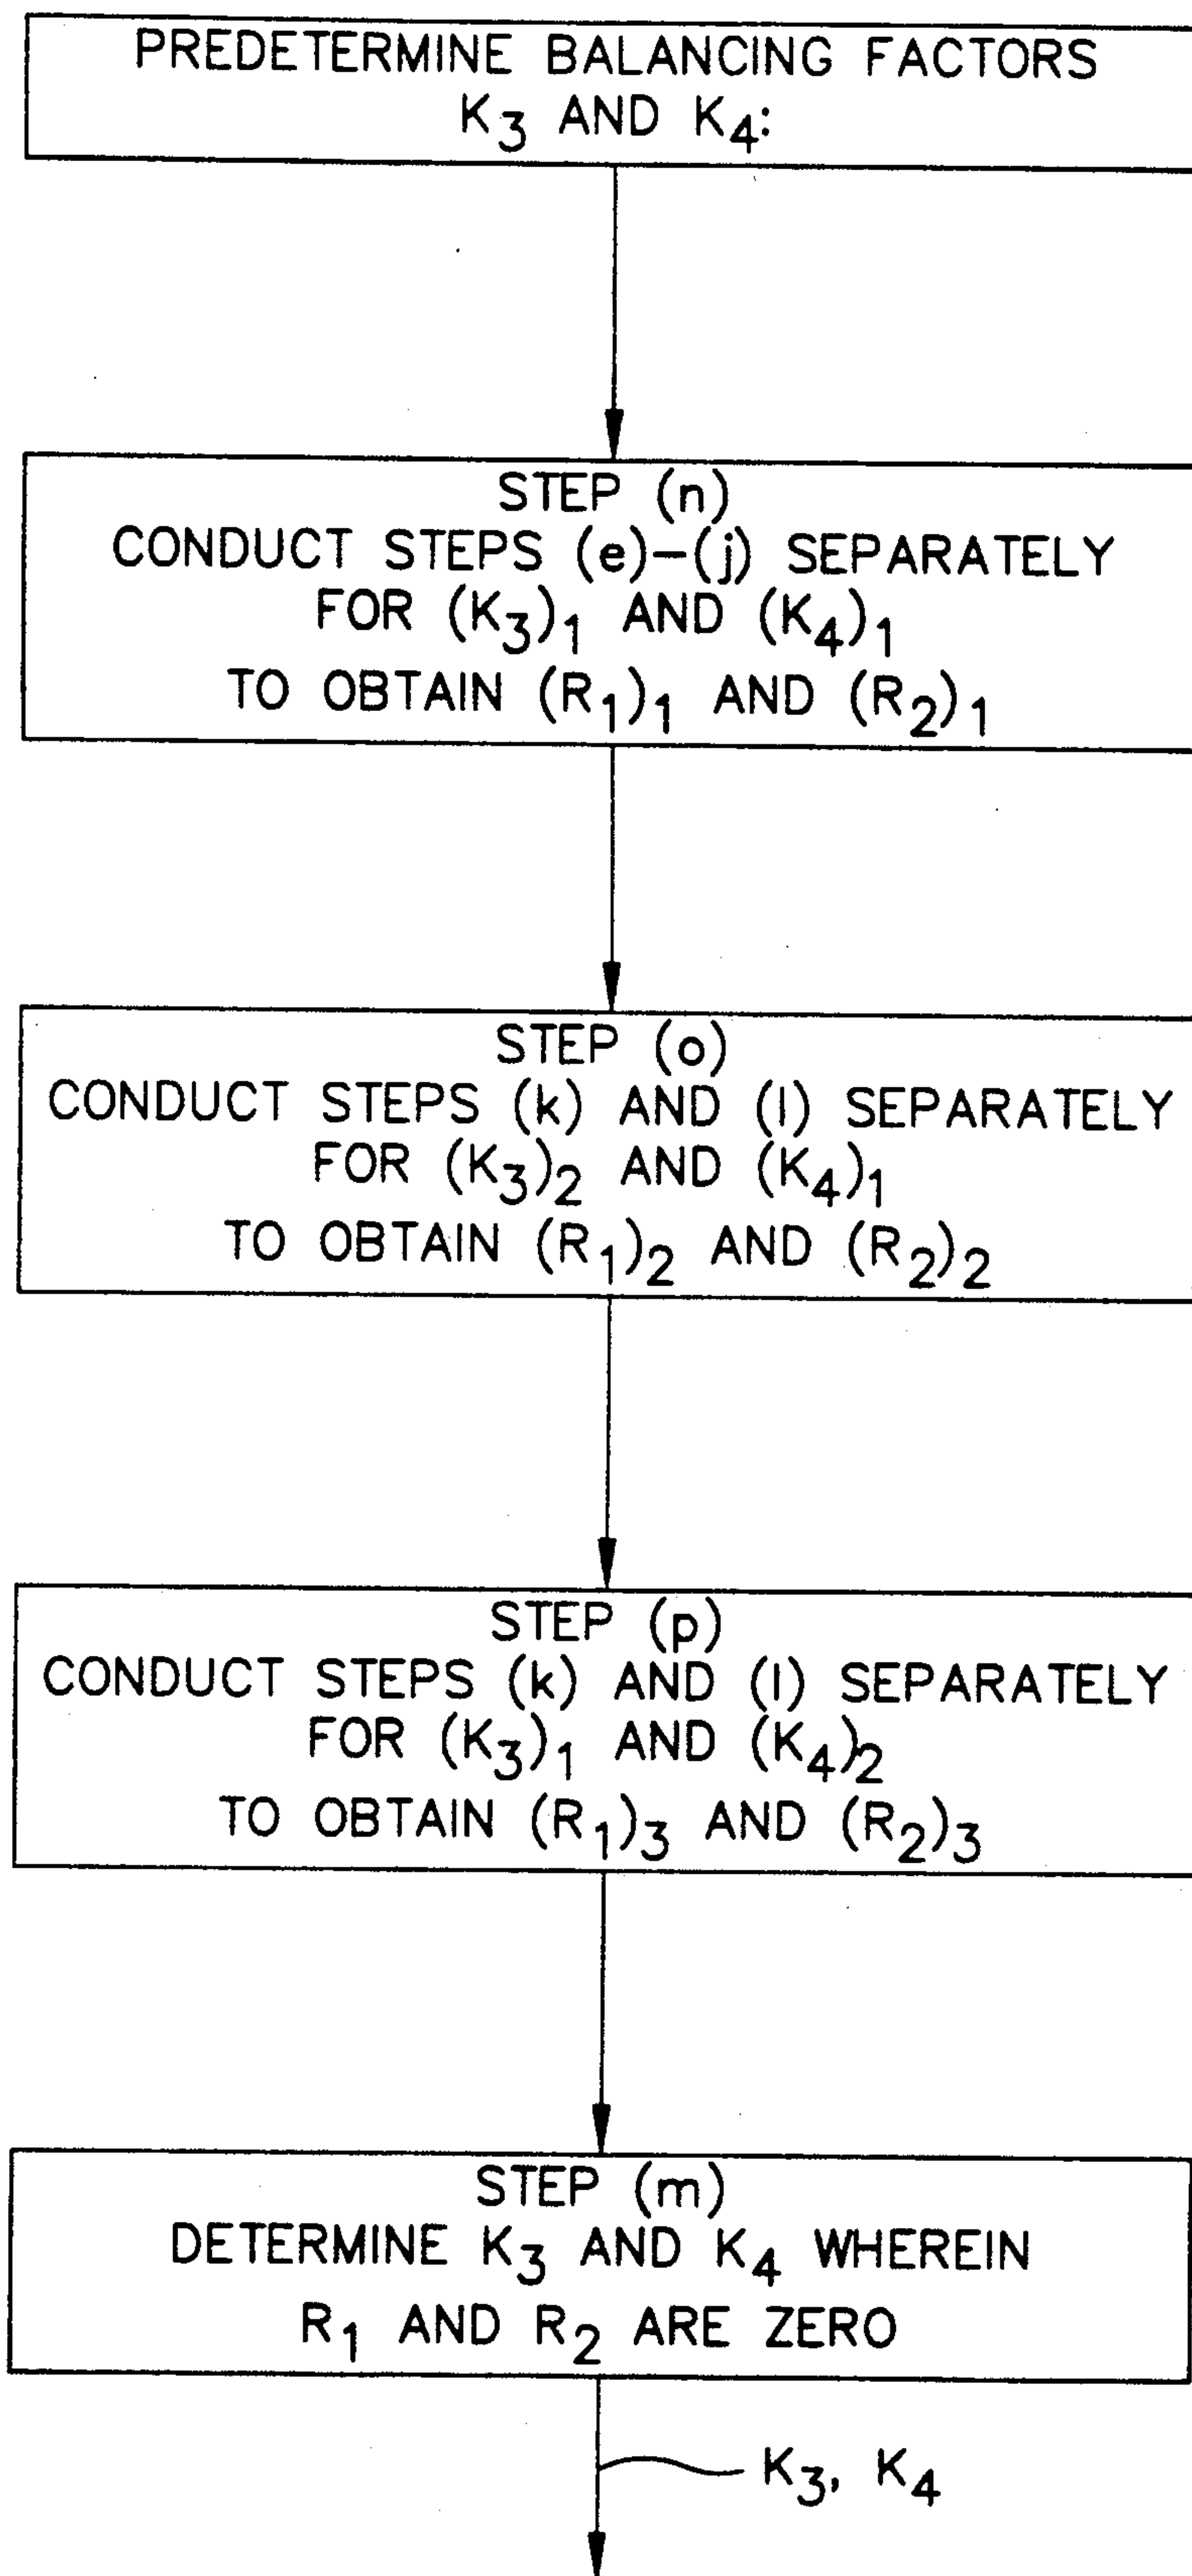 PREDETERMINE BALANCING FACTORS
K₃ AND K₄:
STEP (n)
CONDUCT STEPS (e)–(j) SEPARATELY
FOR (K₃)₁ AND (K₄)₁
TO OBTAIN (R₁)₁ AND (R₂)₁
STEP (o)
CONDUCT STEPS (k) AND (l) SEPARATELY
FOR (K₃)₂ AND (K₄)₁
TO OBTAIN (R₁)₂ AND (R₂)₂
STEP (p)
CONDUCT STEPS (k) AND (l) SEPARATELY
FOR (K₃)₁ AND (K₄)₂
TO OBTAIN (R₁)₃ AND (R₂)₃
STEP (m)
DETERMINE K₃ AND K₄ WHEREIN
R₁ AND R₂ ARE ZERO
K₃, K₄